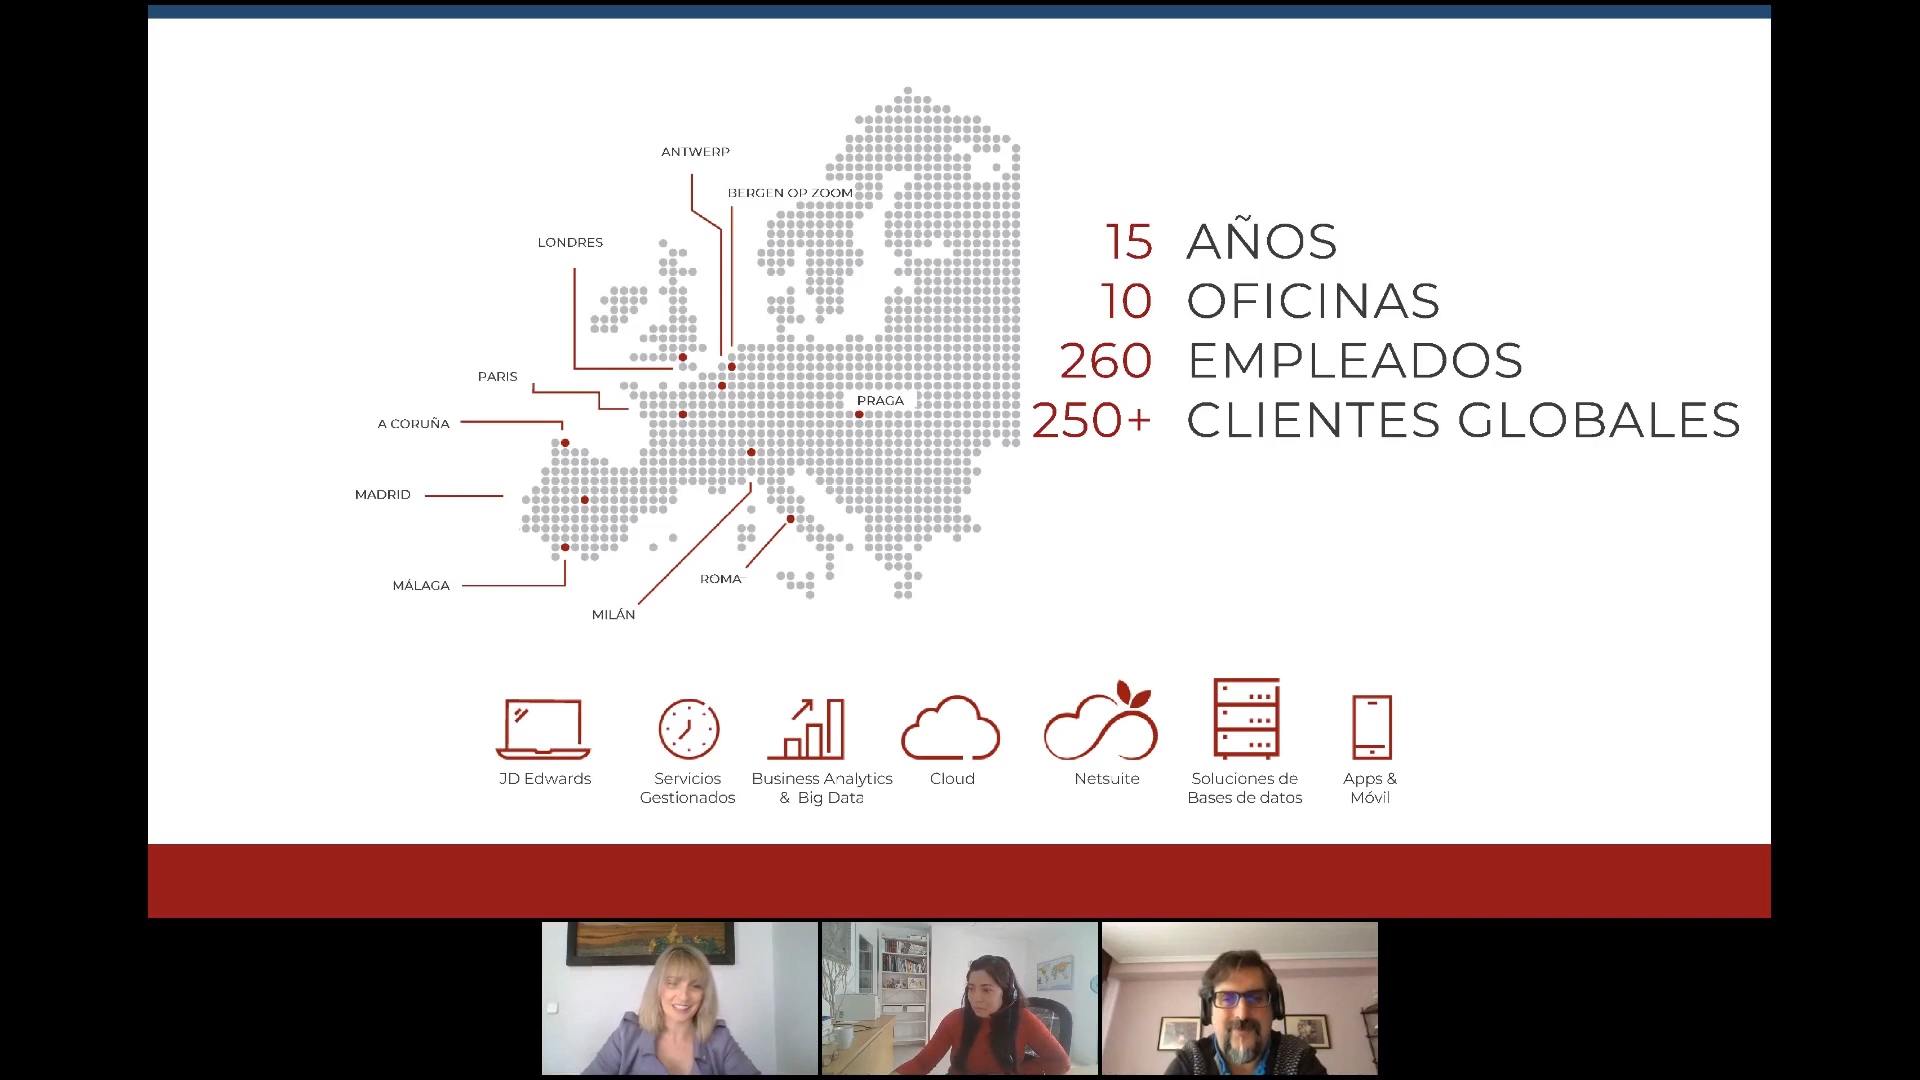 ANTWERP
BERGEN OP ZOOM
LONDRES
PARIS
PRAGA
A CORUÑA
MADRID
MÁLAGA
ROMA
MILÁN
15 AÑOS
10 OFICINAS
260 EMPLEADOS
250+ CLIENTES GLOBALES
JD Edwards
Servicios
Gestionados
Business Analytics
& Big Data
Cloud
Netsuite
Soluciones de
Bases de datos
Apps &
Móvil